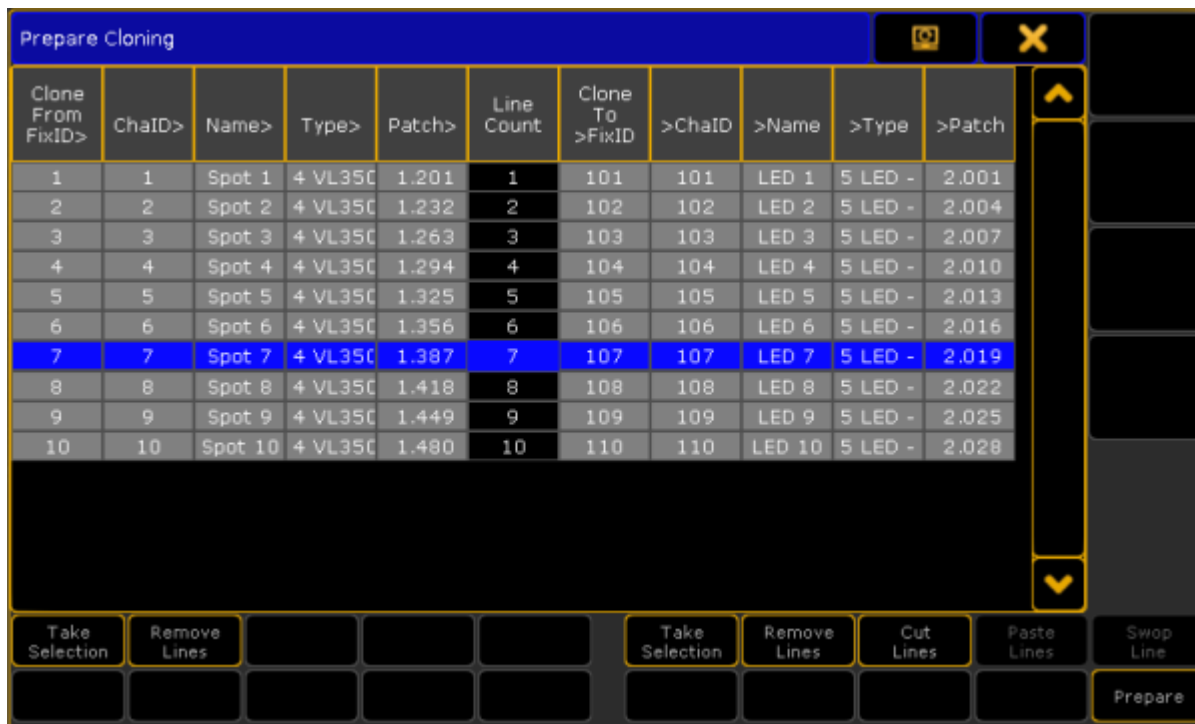 Prepare Cloning
Clone From FixID> ChaID> Name> Type> Patch> Line Count Clone To >FixID >ChaID >Name >Type >Patch
1 1 Spot 1 4 VL350 1.201 1 101 101 LED 1 5 LED - 2.001
2 2 Spot 2 4 VL350 1.232 2 102 102 LED 2 5 LED - 2.004
3 3 Spot 3 4 VL350 1.263 3 103 103 LED 3 5 LED - 2.007
4 4 Spot 4 4 VL350 1.294 4 104 104 LED 4 5 LED - 2.010
5 5 Spot 5 4 VL350 1.325 5 105 105 LED 5 5 LED - 2.013
6 6 Spot 6 4 VL350 1.356 6 106 106 LED 6 5 LED - 2.016
7 7 Spot 7 4 VL350 1.387 7 107 107 LED 7 5 LED - 2.019
8 8 Spot 8 4 VL350 1.418 8 108 108 LED 8 5 LED - 2.022
9 9 Spot 9 4 VL350 1.449 9 109 109 LED 9 5 LED - 2.025
10 10 Spot 10 4 VL350 1.480 10 110 110 LED 10 5 LED - 2.028
Take Selection Remove Lines Take Selection Remove Lines Cut Lines Paste Lines Swop Line
Prepare